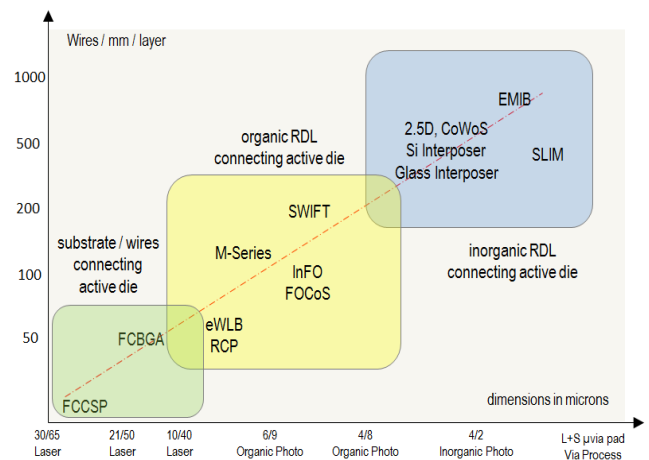 Wires / mm / layer
1000
EMIB
2.5D, CoWoS
Si Interposer
Glass Interposer
SLIM
500
organic RDL
connecting active die
200
SWIFT
substrate / wires
connecting
active die
M-Series
inorganic RDL
connecting active die
100
InFO
FOCoS
50
FCBGA
eWLB
RCP
FCCSP
dimensions in microns
30/65
Laser
21/50
Laser
10/40
Laser
6/9
Organic Photo
4/8
Organic Photo
4/2
Inorganic Photo
L+S µvia pad
Via Process